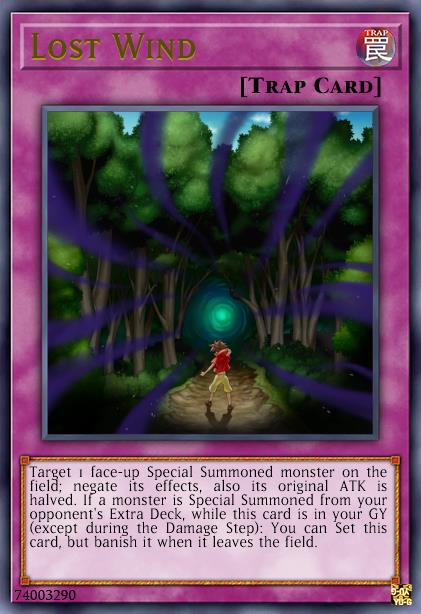 Lost Wind
TRAP
罠
[Trap Card]
Target 1 face-up Special Summoned monster on the
field; negate its effects, also its original ATK is
halved. If a monster is Special Summoned from your
opponent's Extra Deck, while this card is in your GY
(except during the Damage Step): You can Set this
card, but banish it when it leaves the field.
74003290